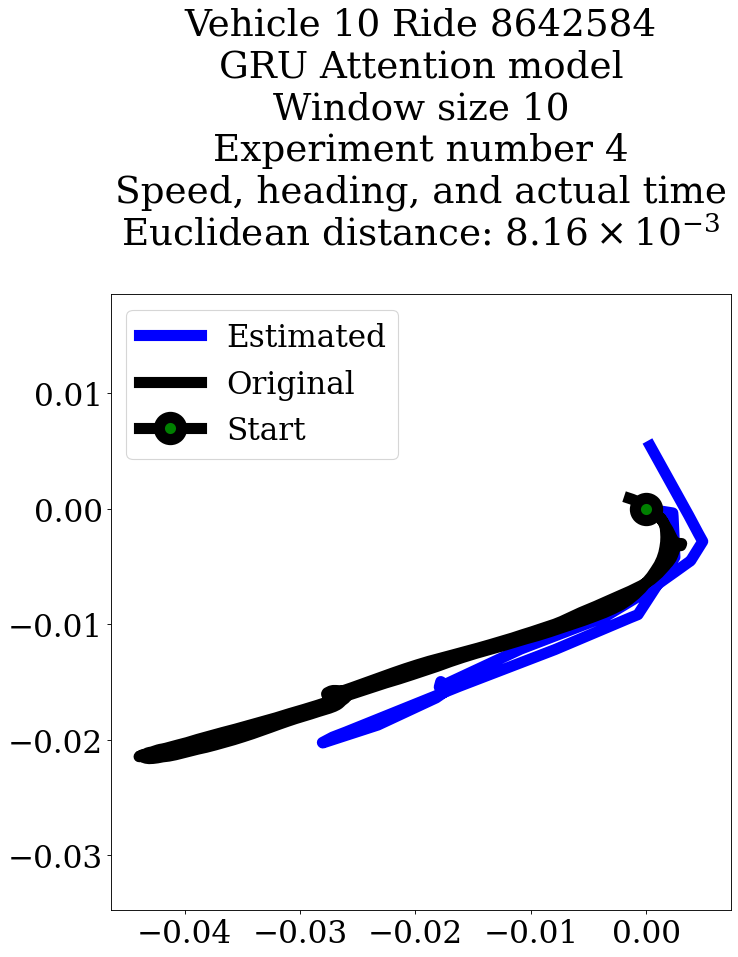 Vehicle 10 Ride 8642584
GRU Attention model
Window size 10
Experiment number 4
Speed, heading, and actual time
Euclidean distance: 8.16 × 10⁻³
Estimated
Original
Start
0.01
0.00
−0.01
−0.02
−0.03
−0.04 −0.03 −0.02 −0.01 0.00